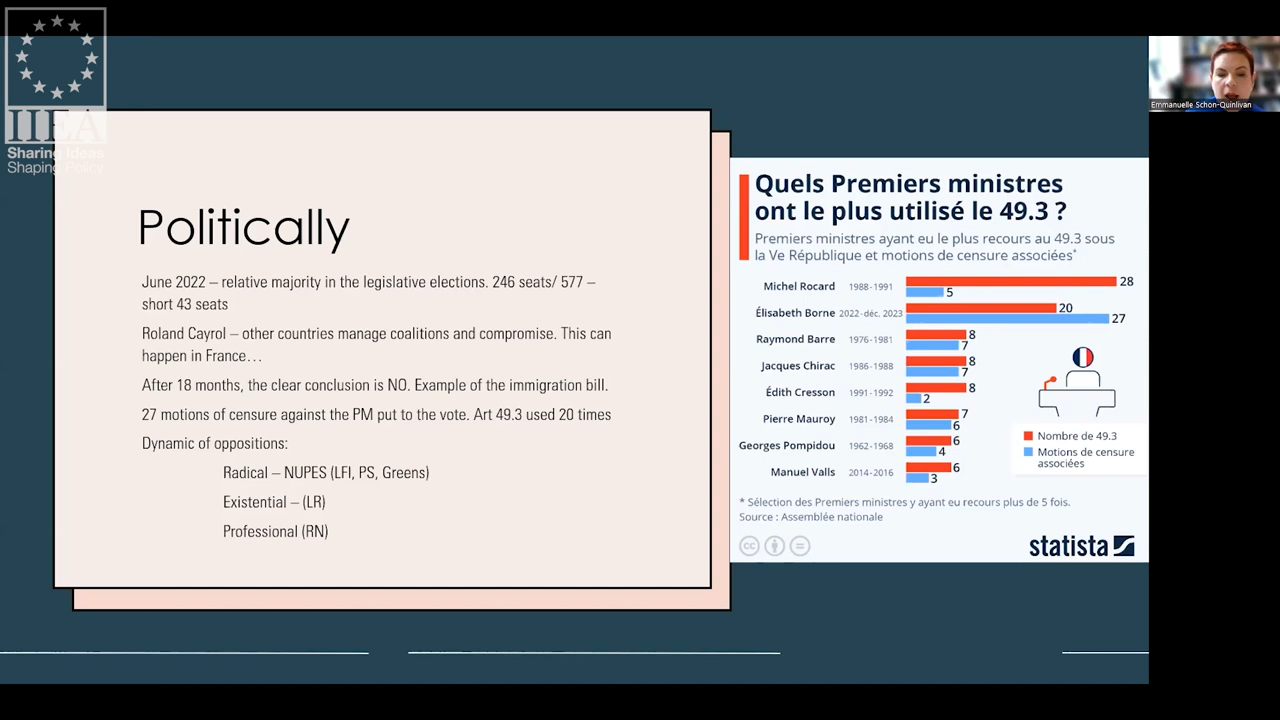 IIEA
Sharing Ideas
Shaping Policy
Politically
June 2022 – relative majority in the legislative elections. 246 seats/ 577 –
short 43 seats
Roland Cayrol – other countries manage coalitions and compromise. This can
happen in France…
After 18 months, the clear conclusion is NO. Example of the immigration bill.
27 motions of censure against the PM put to the vote. Art 49.3 used 20 times
Dynamic of oppositions:
Radical – NUPES (LFI, PS, Greens)
Existential – (LR)
Professional (RN)
Quels Premiers ministres
ont le plus utilisé le 49.3 ?
Premiers ministres ayant eu le plus recours au 49.3 sous
la Ve République et motions de censure associées*
Michel Rocard 1988-1991 28
5
Élisabeth Borne 2022-déc. 2023 20
27
Raymond Barre 1976-1981 8
7
Jacques Chirac 1986-1988 8
7
Édith Cresson 1991-1992 8
2
Pierre Mauroy 1981-1984 7
6
Georges Pompidou 1962-1968 6
4
Manuel Valls 2014-2016 6
3
Nombre de 49.3
Motions de censure
associées
* Sélection des Premiers ministres y ayant eu recours plus de 5 fois.
Source : Assemblée nationale
cc
statista
Emmanuelle Schon-Quinlivan